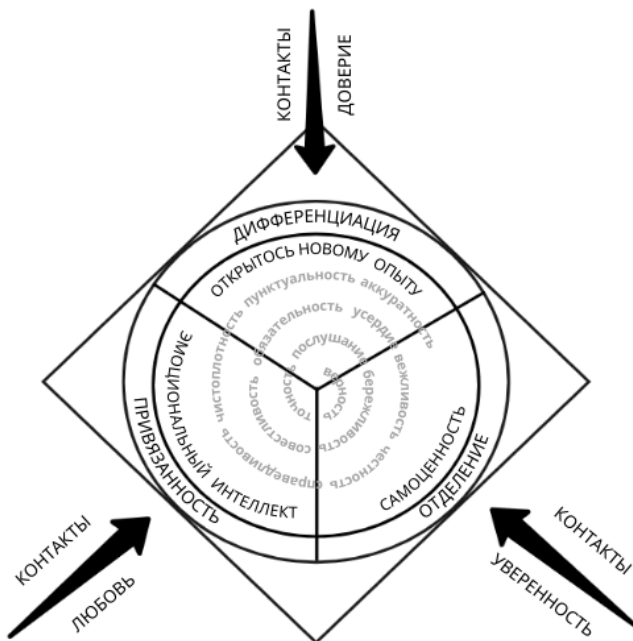 КОНТАКТЫ
ДОВЕРИЕ
ДИФФЕРЕНЦИАЦИЯ
ОТКРЫТОСЬ НОВОМУ ОПЫТУ
справедливость чистоплотность пунктуальность аккуратность
совестливость обязательность усердие вежливость честность
точность послушание бережливость
верность
ЭМОЦИОНАЛЬНЫЙ ИНТЕЛЛЕКТ
ПРИВЯЗАННОСТЬ
САМОЦЕННОСТЬ
ОТДЕЛЕНИЕ
КОНТАКТЫ
ЛЮБОВЬ
КОНТАКТЫ
УВЕРЕННОСТЬ